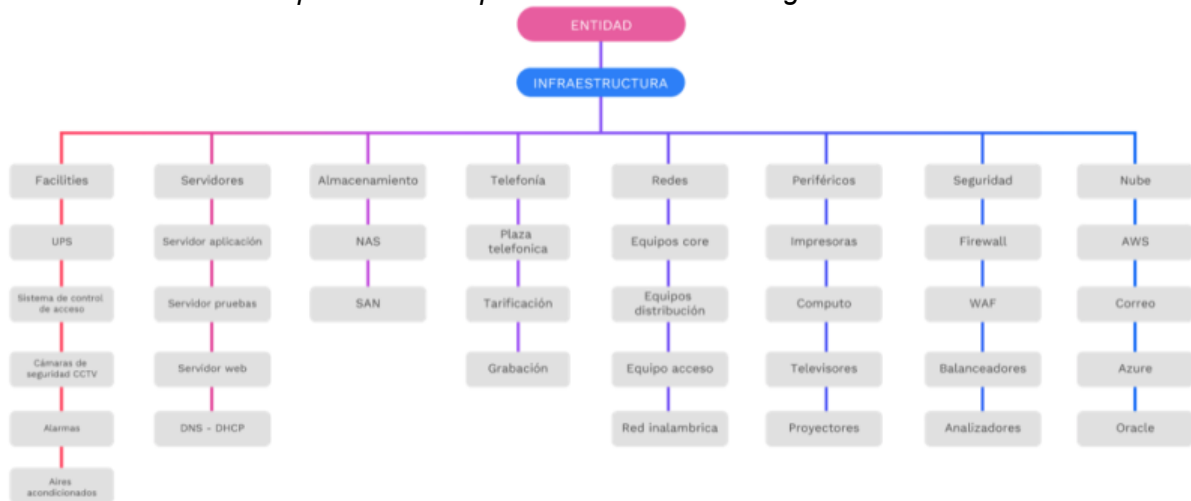 ENTIDAD
INFRAESTRUCTURA
Facilities
Servidores
Almacenamiento
Telefonía
Redes
Periféricos
Seguridad
Nube
UPS
Servidor aplicación
NAS
Plaza
telefonica
Equipos core
Impresoras
Firewall
AWS
Sistema de control
de acceso
Servidor pruebas
SAN
Tarificación
Equipos
distribución
Computo
WAF
Correo
Cámaras de
seguridad CCTV
Servidor web
Grabación
Equipo acceso
Televisores
Balanceadores
Azure
Alarmas
DNS - DHCP
Red inalambrica
Proyectores
Analizadores
Oracle
Aires
acondicionados